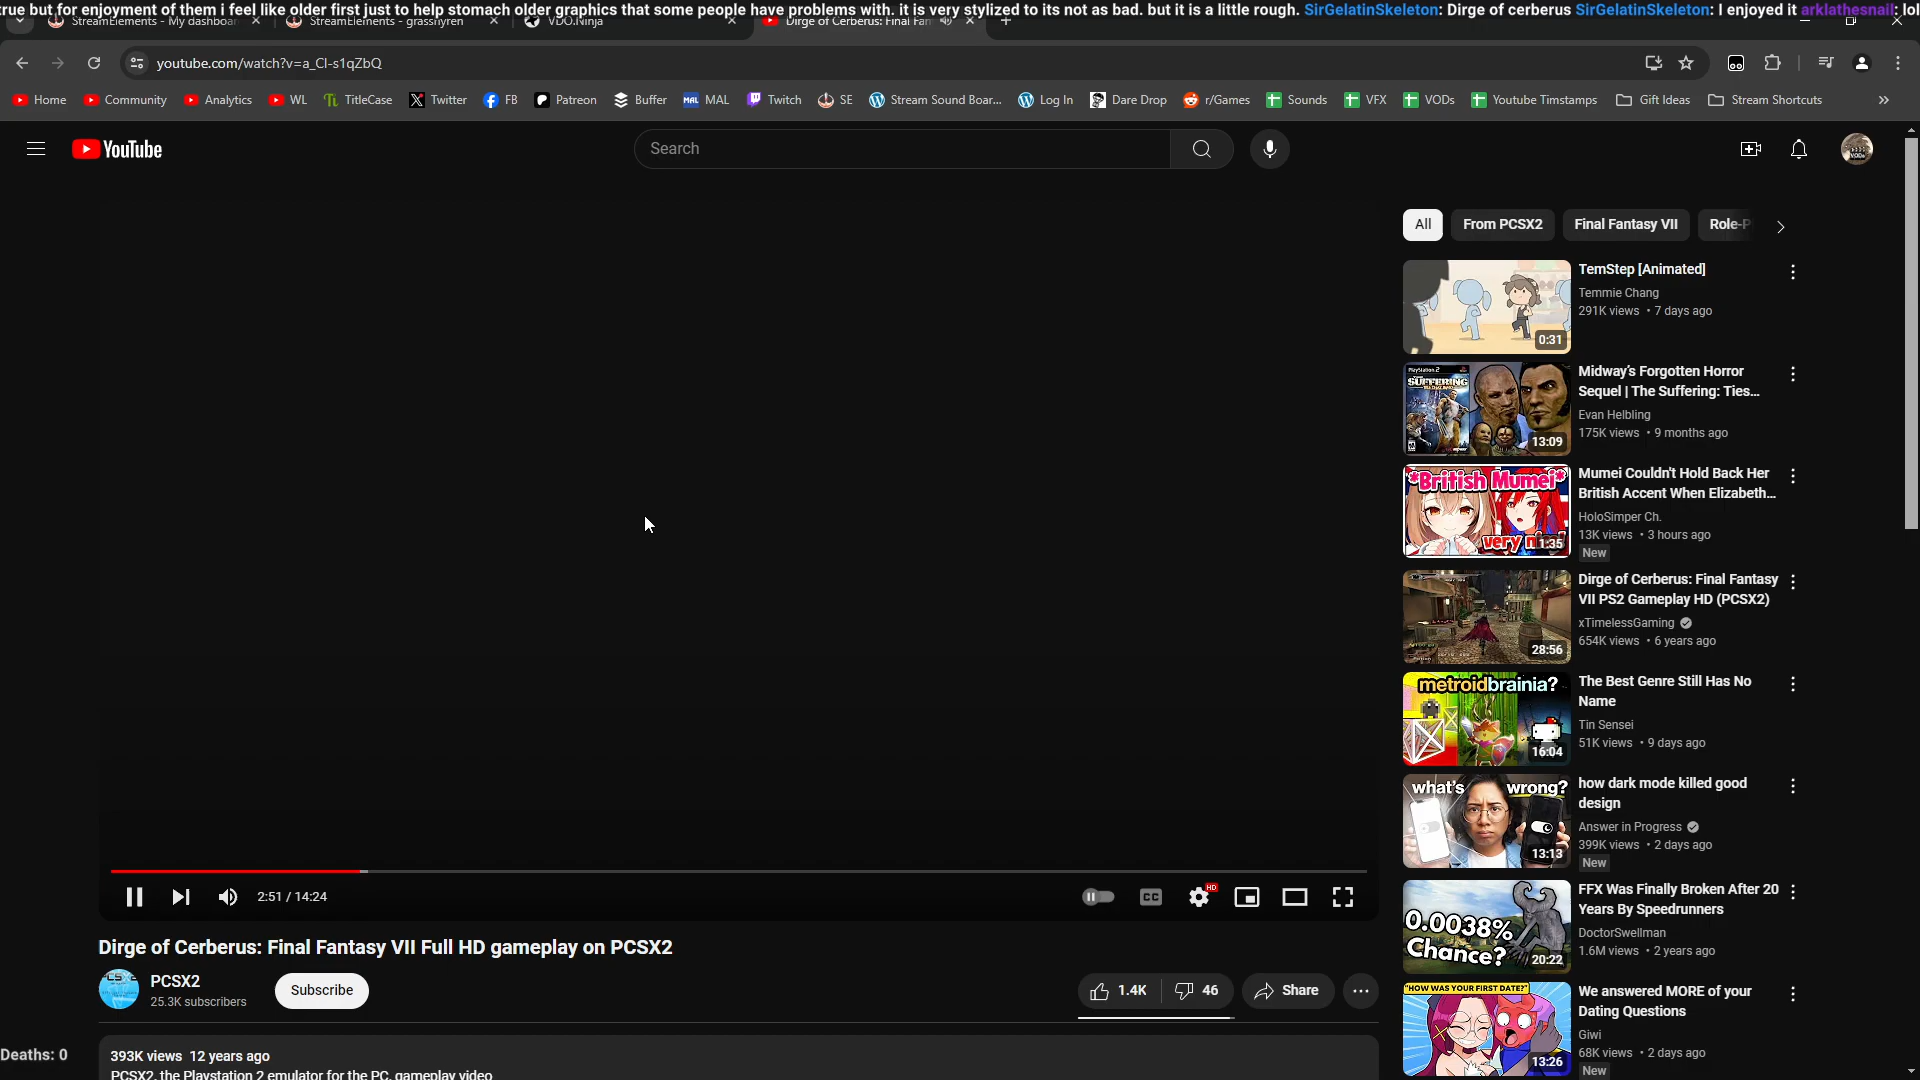 true but for enjoyment of them i feel like older first just to help stomach older graphics that some people have problems with. it is very stylized to its not as bad. but it is a little rough. SirGelatinSkeleton: Dirge of cerberus SirGelatinSkeleton: I enjoyed it arklathesnail: lol
StreamElements - My dashboar
StreamElements - grassnyren
VDO.Ninja
Dirge of Cerberus: Final Fan
youtube.com/watch?v=a_CI-s1qZbQ
Home
Community
Analytics
WL
TitleCase
Twitter
FB
Patreon
Buffer
MAL
Twitch
SE
Stream Sound Boar...
Log In
Dare Drop
r/Games
Sounds
VFX
VODs
Youtube Timstamps
Gift Ideas
Stream Shortcuts
YouTube
Search
All
From PCSX2
Final Fantasy VII
Role-P
TemStep [Animated]
Temmie Chang
291K views • 7 days ago
0:31
PlayStation 2
THE SUFFERING
Midway's Forgotten Horror
Sequel | The Suffering: Ties...
Evan Helbling
175K views • 9 months ago
13:09
*British Mumei*
very ni
1:35
Mumei Couldn't Hold Back Her
British Accent When Elizabeth...
HoloSimper Ch.
13K views • 3 hours ago
New
Dirge of Cerberus: Final Fantasy
VII PS2 Gameplay HD (PCSX2)
xTimelessGaming
654K views • 6 years ago
28:56
metroidbrainia?
The Best Genre Still Has No
Name
Tin Sensei
51K views • 9 days ago
16:04
what's wrong?
how dark mode killed good
design
Answer in Progress
399K views • 2 days ago
New
13:13
0.0038%
Chance?
FFX Was Finally Broken After 20
Years By Speedrunners
DoctorSwellman
1.6M views • 2 years ago
20:22
"HOW WAS YOUR FIRST DATE?"
We answered MORE of your
Dating Questions
Giwi
68K views • 2 days ago
New
13:26
2:51 / 14:24
CC
HD
Dirge of Cerberus: Final Fantasy VII Full HD gameplay on PCSX2
PCSX2
25.3K subscribers
Subscribe
1.4K
46
Share
Deaths: 0
393K views 12 years ago
PCSX2, the Playstation 2 emulator for the PC, gameplay video